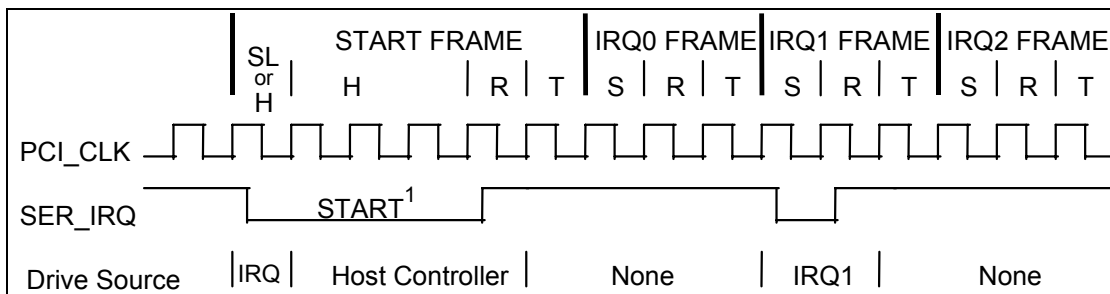 START FRAME IRQ0 FRAME IRQ1 FRAME IRQ2 FRAME
SL or H H R T S R T S R T S R T
PCI_CLK
SER_IRQ START1
Drive Source IRQ Host Controller None IRQ1 None